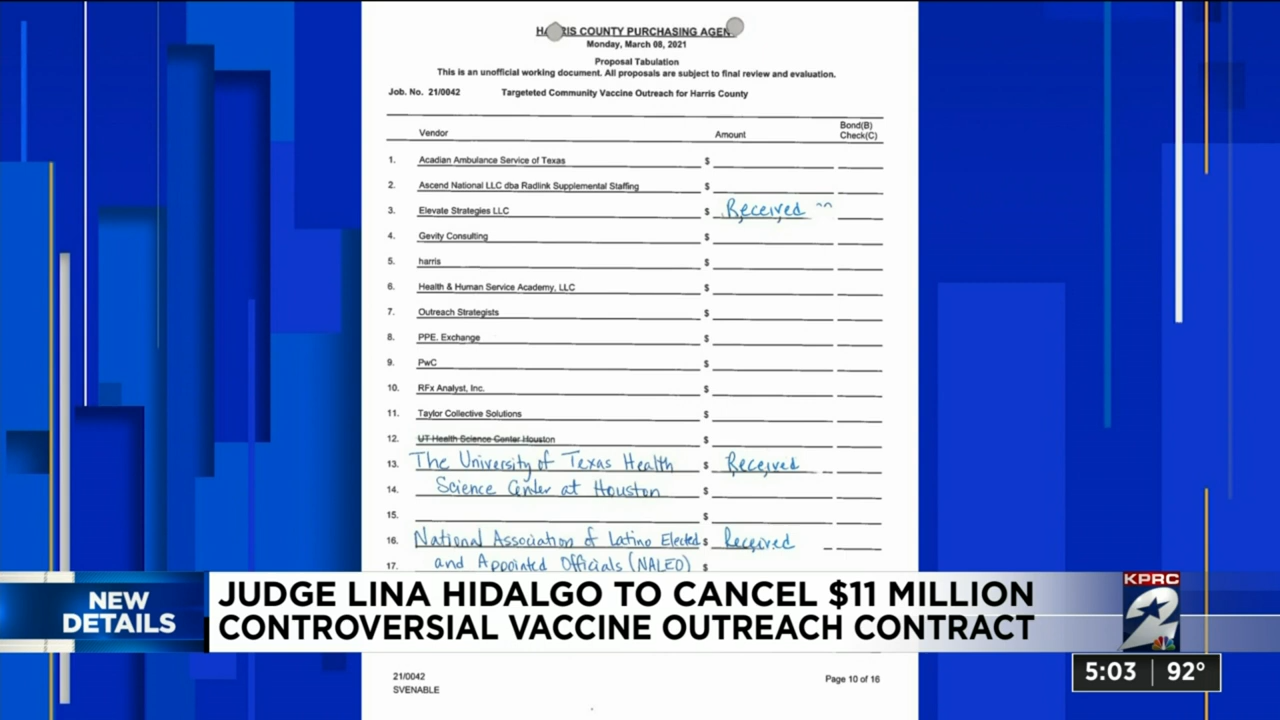 HARRIS COUNTY PURCHASING AGENT
Monday, March 08, 2021
Proposal Tabulation
This is an unofficial working document. All proposals are subject to final review and evaluation.
Job. No. 21/0042 Targeteted Community Vaccine Outreach for Harris County
Vendor Amount Bond(B) Check(C)
1. Acadian Ambulance Service of Texas $
2. Ascend National LLC dba Radlink Supplemental Staffing $
3. Elevate Strategies LLC $ Received
4. Gevity Consulting $
5. harris $
6. Health & Human Service Academy, LLC $
7. Outreach Strategists $
8. PPE. Exchange $
9. PwC $
10. RFx Analyst, Inc. $
11. Taylor Collective Solutions $
12. UT Health Science Center Houston $
13. The University of Texas Health $ Received
14. Science Center at Houston $
15. $
16. National Association of Latino Elected $ Received
17. and Appointed Officials (NALEO) $
NEW DETAILS
JUDGE LINA HIDALGO TO CANCEL $11 MILLION
CONTROVERSIAL VACCINE OUTREACH CONTRACT
KPRC
2
5:03 | 92°
21/0042
SVENABLE
Page 10 of 16